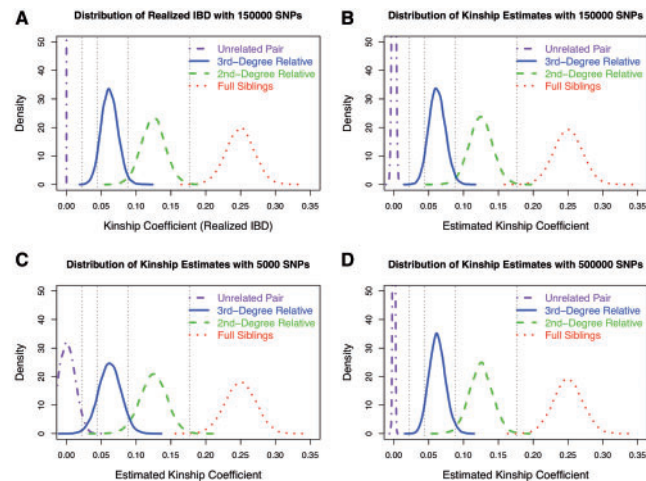 A
Distribution of Realized IBD with 150000 SNPs
Density
50
40
30
20
10
0
Unrelated Pair
3rd−Degree Relative
2nd−Degree Relative
Full Siblings
0.00 0.05 0.10 0.15 0.20 0.25 0.30 0.35
Kinship Coefficient (Realized IBD)
B
Distribution of Kinship Estimates with 150000 SNPs
Density
50
40
30
20
10
0
Unrelated Pair
3rd−Degree Relative
2nd−Degree Relative
Full Siblings
0.00 0.05 0.10 0.15 0.20 0.25 0.30 0.35
Estimated Kinship Coefficient
C
Distribution of Kinship Estimates with 5000 SNPs
Density
50
40
30
20
10
0
Unrelated Pair
3rd−Degree Relative
2nd−Degree Relative
Full Siblings
0.00 0.05 0.10 0.15 0.20 0.25 0.30 0.35
Estimated Kinship Coefficient
D
Distribution of Kinship Estimates with 500000 SNPs
Density
50
40
30
20
10
0
Unrelated Pair
3rd−Degree Relative
2nd−Degree Relative
Full Siblings
0.00 0.05 0.10 0.15 0.20 0.25 0.30 0.35
Estimated Kinship Coefficient